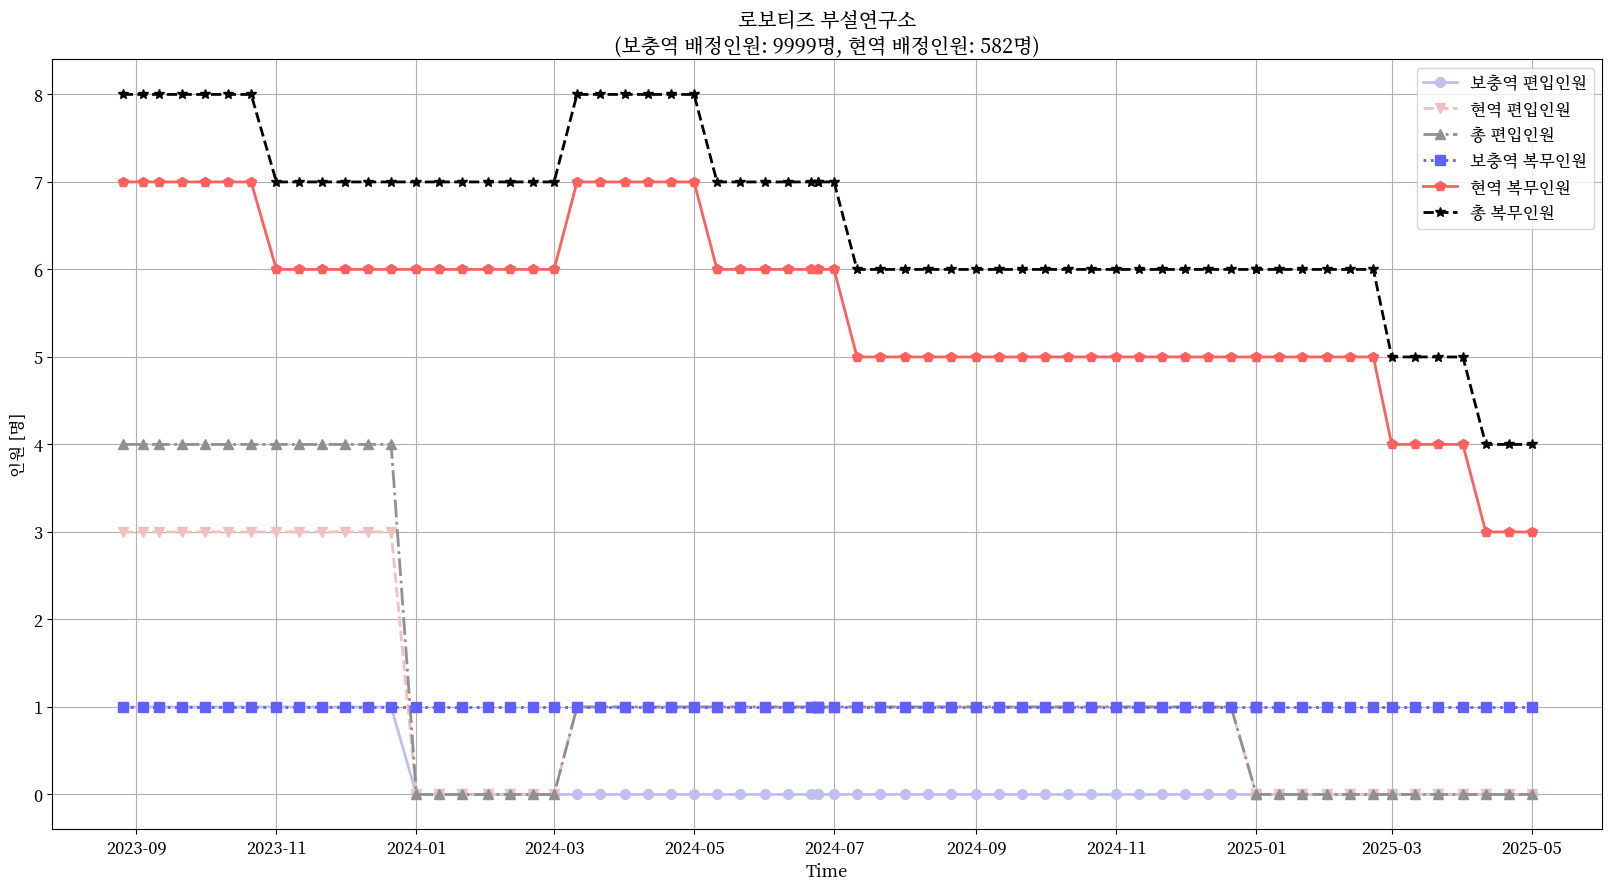 로보티즈 부설연구소
(보충역 배정인원: 9999명, 현역 배정인원: 582명)
보충역 편입인원
현역 편입인원
총 편입인원
보충역 복무인원
현역 복무인원
총 복무인원
인원 [명]
8
7
6
5
4
3
2
1
0
2023-09
2023-11
2024-01
2024-03
2024-05
2024-07
2024-09
2024-11
2025-01
2025-03
2025-05
Time